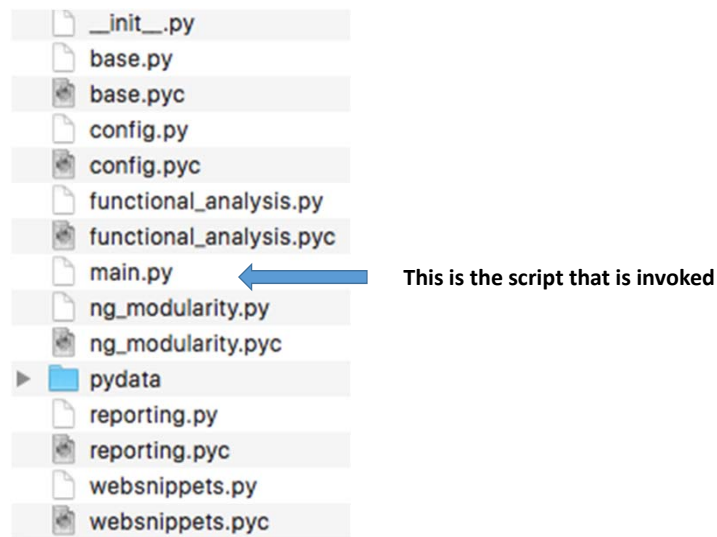 __init__.py
base.py
base.pyc
config.py
config.pyc
functional_analysis.py
functional_analysis.pyc
main.py This is the script that is invoked
ng_modularity.py
ng_modularity.pyc
pydata
reporting.py
reporting.pyc
websnippets.py
websnippets.pyc